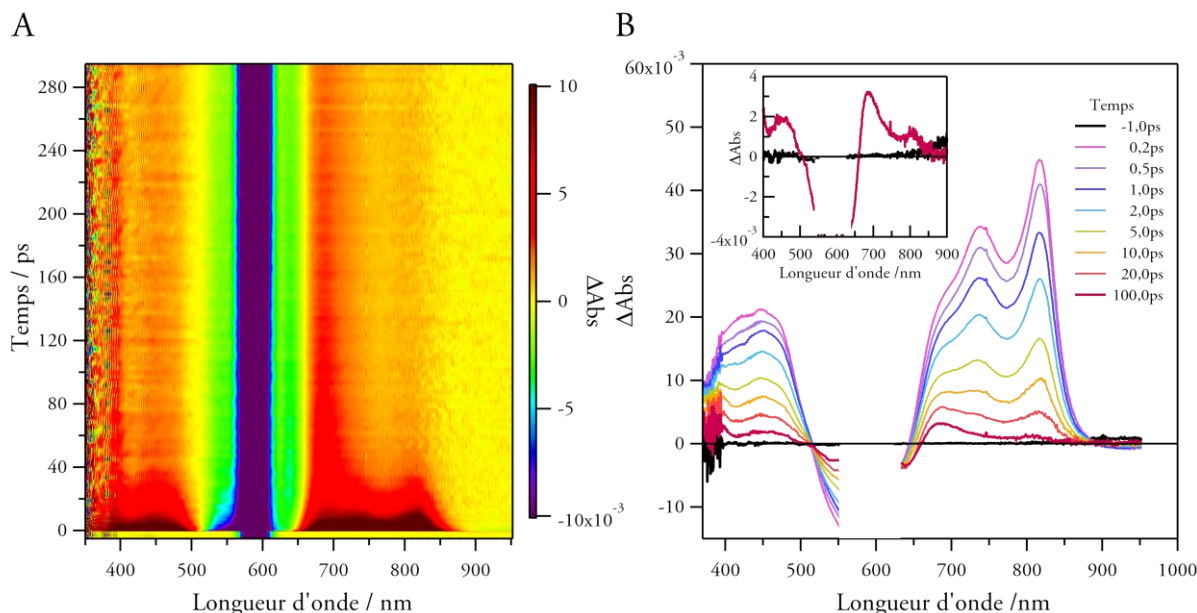 A
Temps / ps
280
240
200
160
120
80
40
0
400
500
600
700
800
900
Longueur d'onde / nm
10
5
0
-5
-10x10-3
ΔAbs
B
ΔAbs
60x10-3
50
40
30
20
10
0
-10
400
500
600
700
800
900
1000
Longueur d'onde / nm
4
2
0
-2
-4x10-3
ΔAbs
400
500
600
700
800
900
Longueur d'onde /nm
Temps
-1,0ps
0,2ps
0,5ps
1,0ps
2,0ps
5,0ps
10,0ps
20,0ps
100,0ps